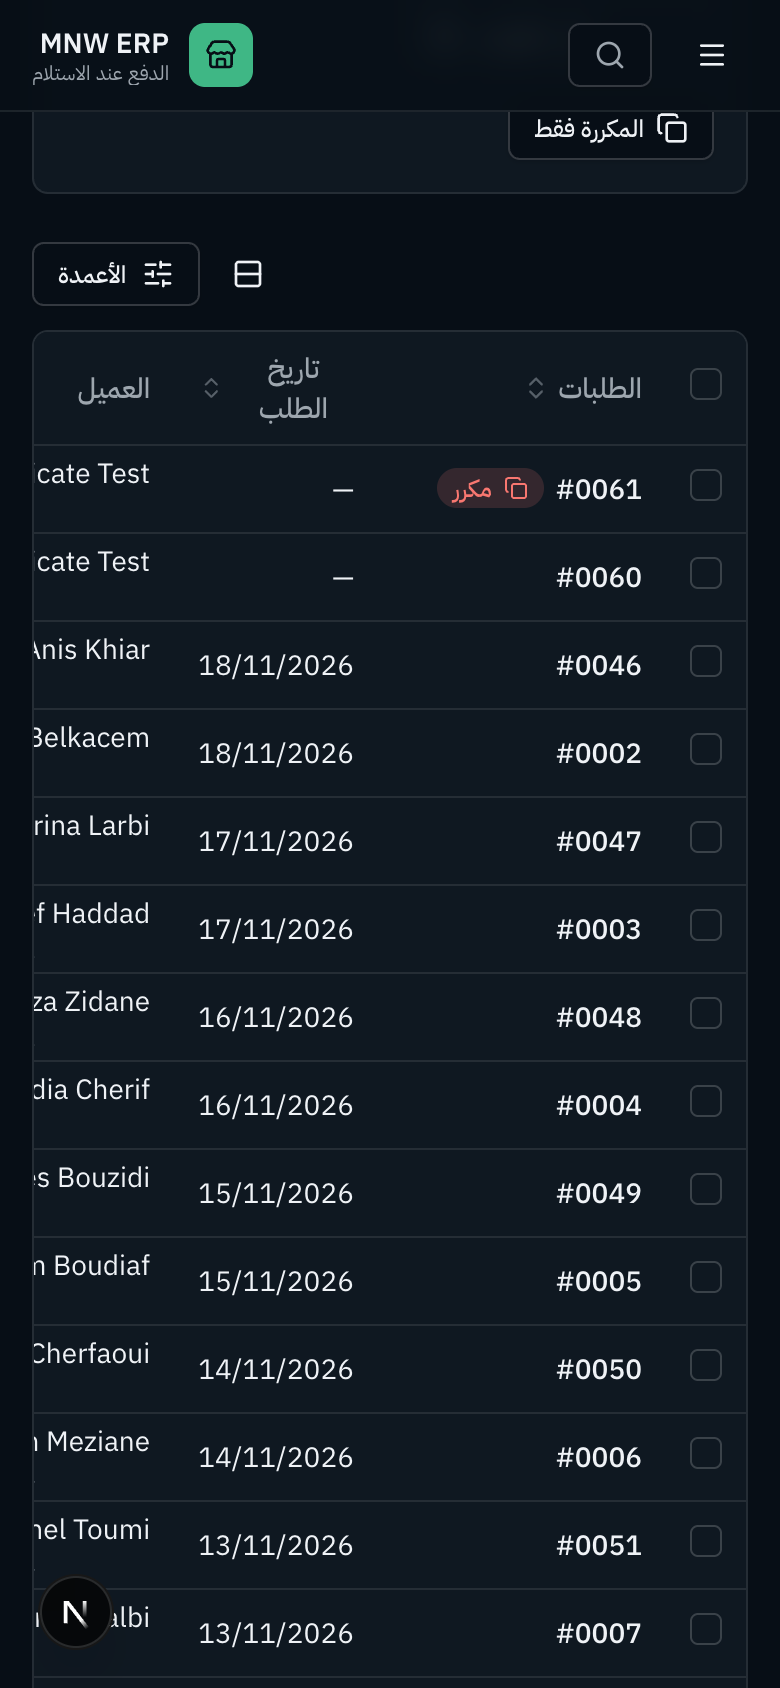 MNW ERP
الدفع عند الاستلام
المكررة فقط
الأعمدة
الطلبات
تاريخ
الطلب
العميل
#0061 مكرر — icate Test
#0060 — icate Test
#0046 18/11/2026 Anis Khiar
#0002 18/11/2026 Belkacem
#0047 17/11/2026 rina Larbi
#0003 17/11/2026 ef Haddad
#0048 16/11/2026 za Zidane
#0004 16/11/2026 dia Cherif
#0049 15/11/2026 es Bouzidi
#0005 15/11/2026 Boudiaf
#0050 14/11/2026 Cherfaoui
#0006 14/11/2026 Meziane
#0051 13/11/2026 nel Toumi
#0007 13/11/2026 albi
N